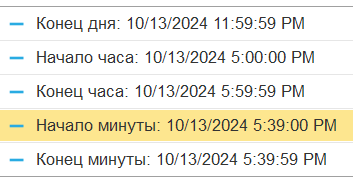 Конец дня: 10/13/2024 11:59:59 PM
Начало часа: 10/13/2024 5:00:00 PM
Конец часа: 10/13/2024 5:59:59 PM
Начало минуты: 10/13/2024 5:39:00 PM
Конец минуты: 10/13/2024 5:39:59 PM